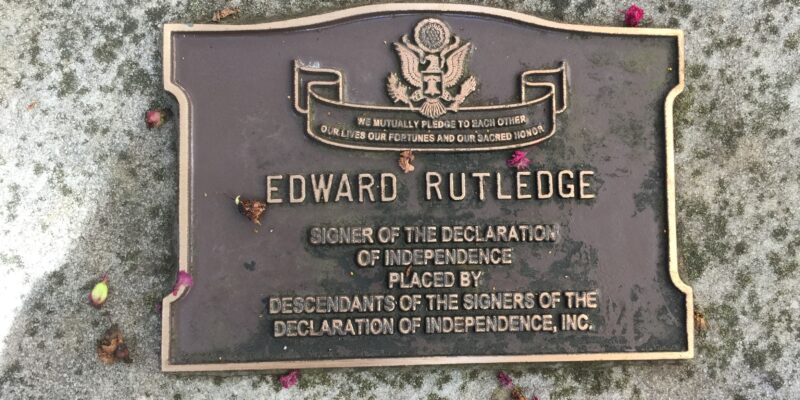 WE MUTUALLY PLEDGE TO EACH OTHER
OUR LIVES OUR FORTUNES AND OUR SACRED HONOR
EDWARD RUTLEDGE
SIGNER OF THE DECLARATION
OF INDEPENDENCE
PLACED BY
DESCENDANTS OF THE SIGNERS OF THE
DECLARATION OF INDEPENDENCE, INC.